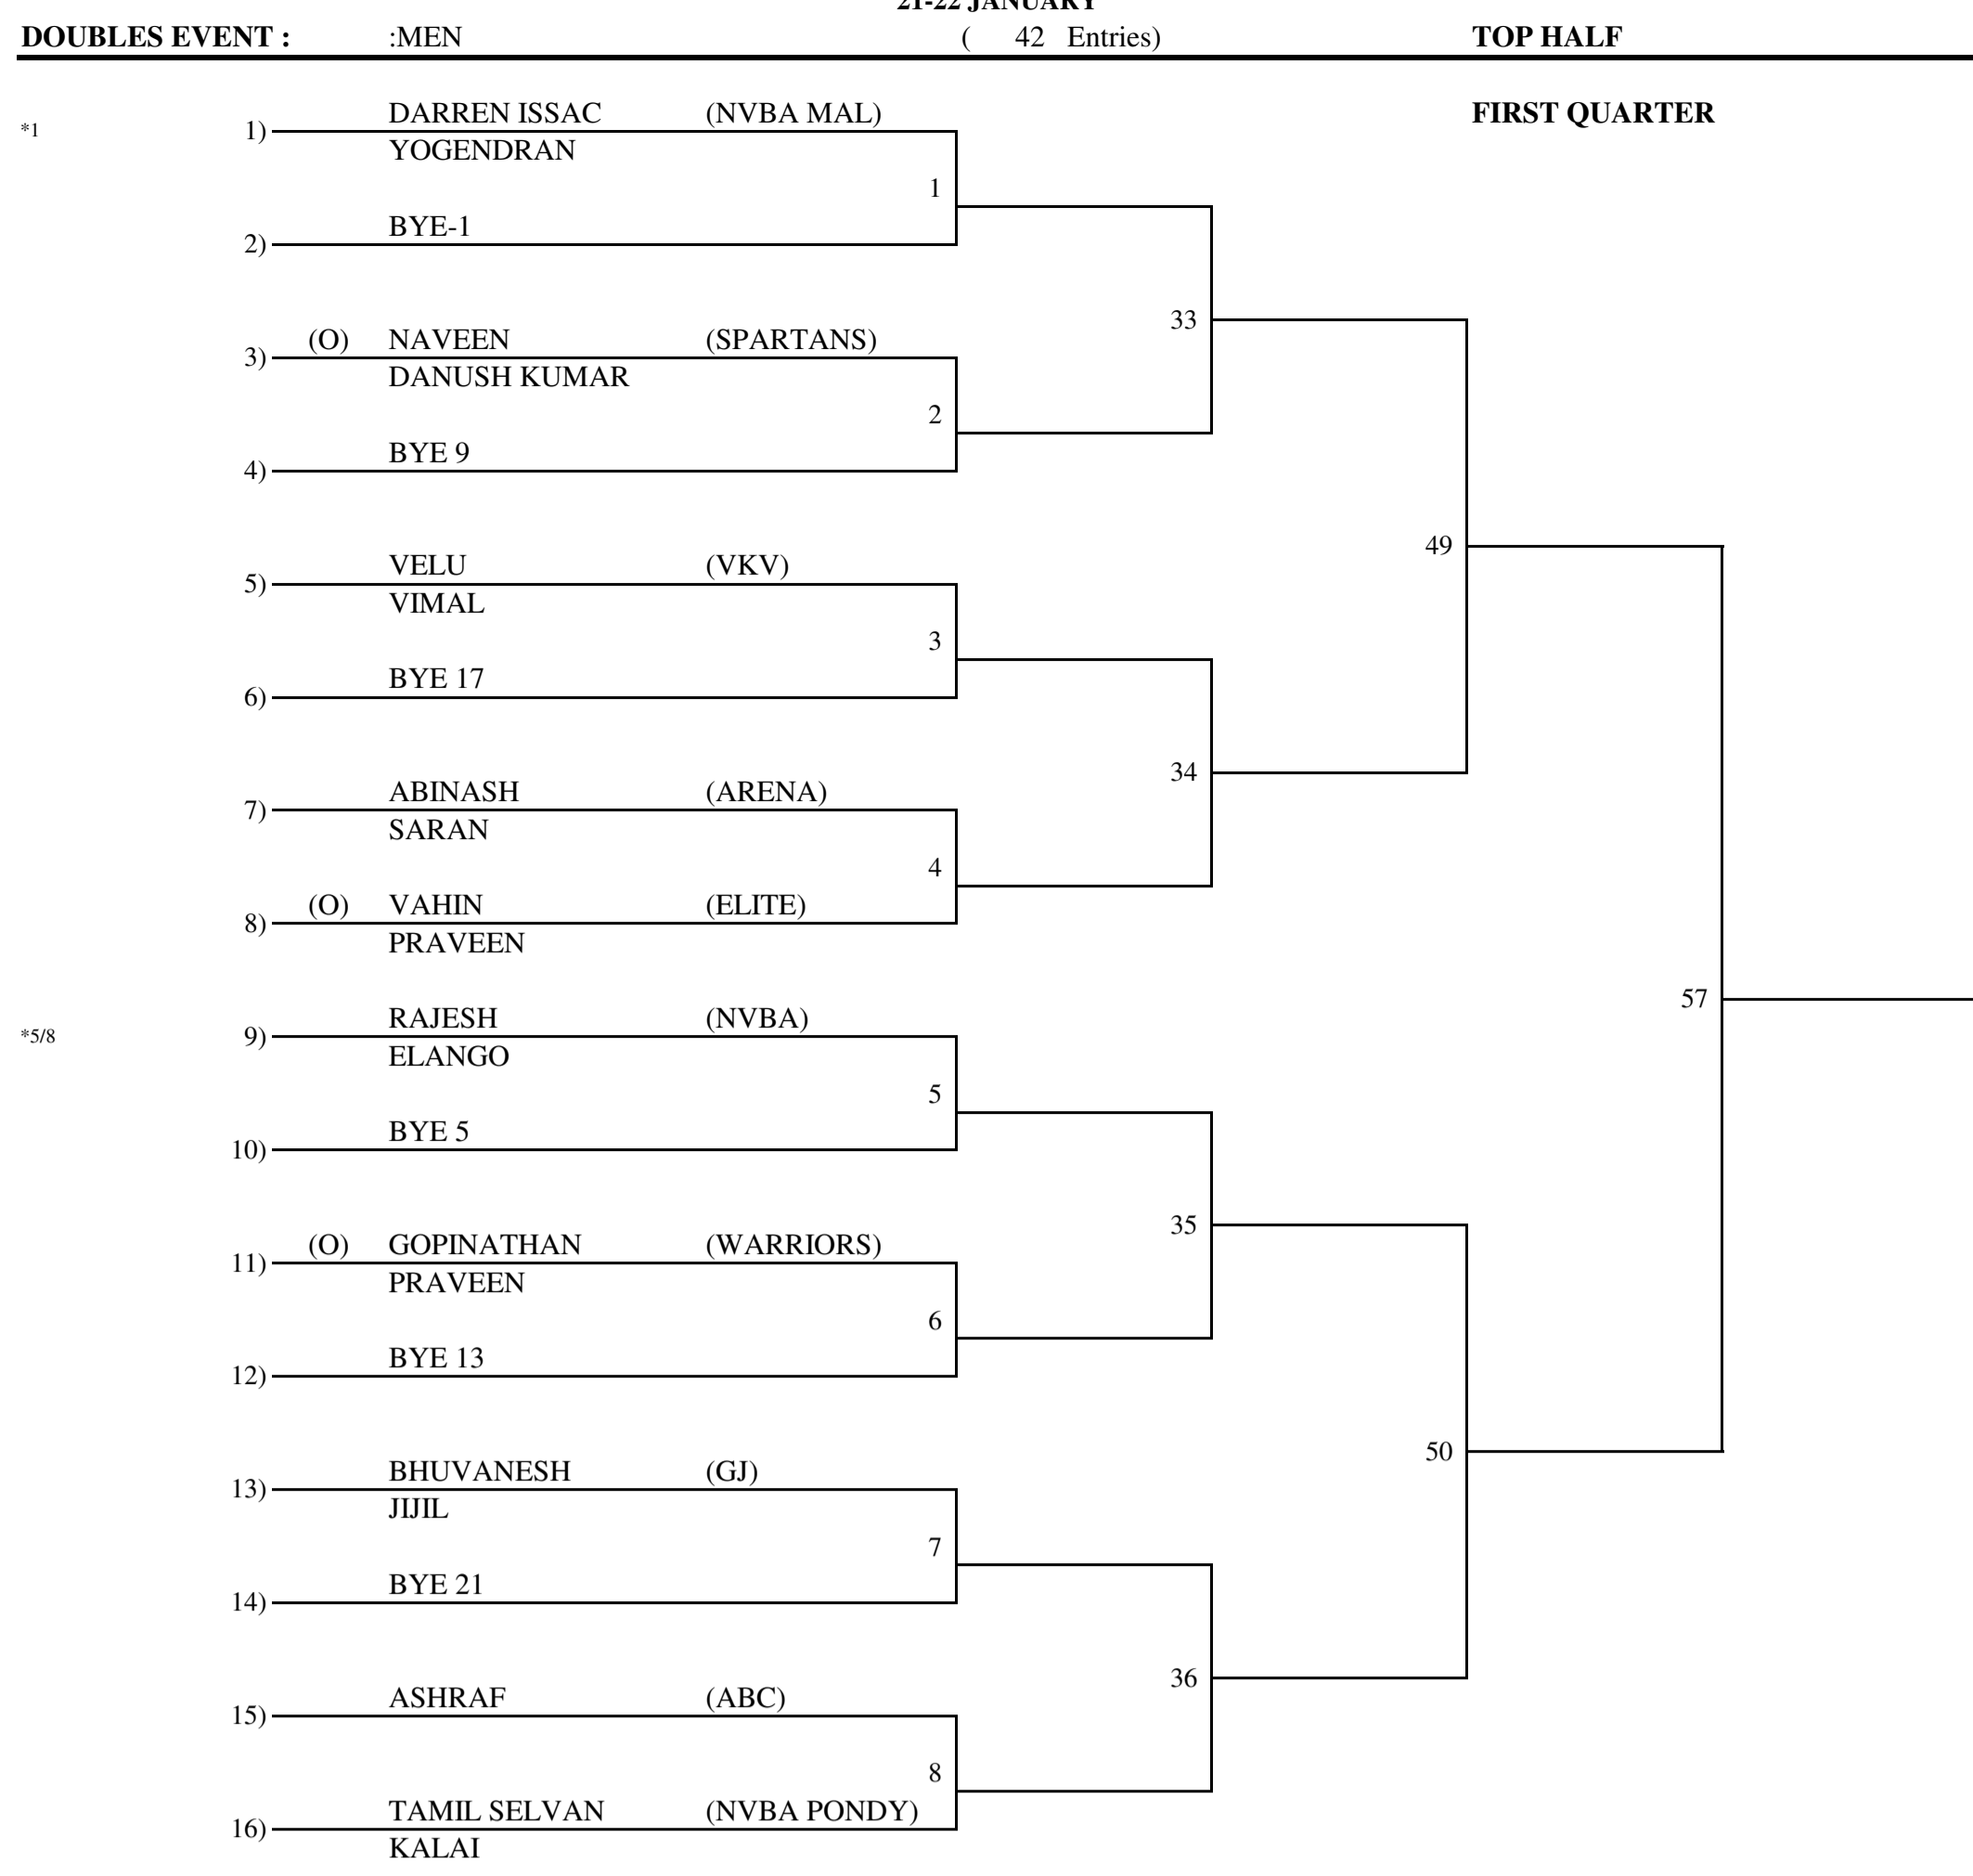 21-22 JANUARY
DOUBLES EVENT : :MEN ( 42 Entries) TOP HALF
DARREN ISSAC (NVBA MAL) FIRST QUARTER
*1 1)
YOGENDRAN
1
BYE-1
2)
33
(O) NAVEEN (SPARTANS)
3)
DANUSH KUMAR
2
BYE 9
4)
49
VELU (VKV)
5)
VIMAL
3
BYE 17
6)
34
ABINASH (ARENA)
7)
SARAN
4
(O) VAHIN (ELITE)
8)
PRAVEEN
57
RAJESH (NVBA)
*5/8 9)
ELANGO
5
BYE 5
10)
35
(O) GOPINATHAN (WARRIORS)
11)
PRAVEEN
6
BYE 13
12)
50
BHUVANESH (GJ)
13)
JIJIL
7
BYE 21
14)
36
ASHRAF (ABC)
15)
8
TAMIL SELVAN (NVBA PONDY)
16)
KALAI